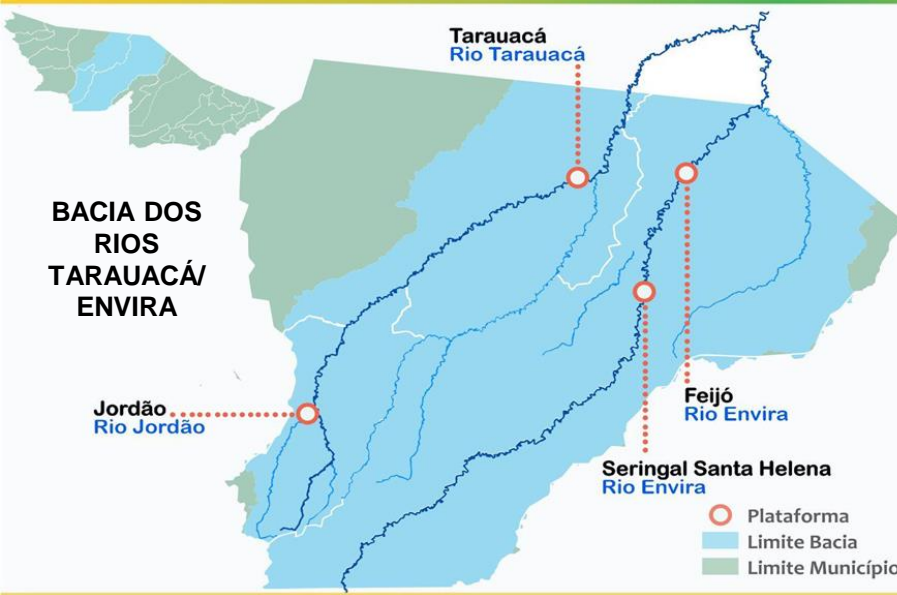 Tarauacá
Rio Tarauacá
BACIA DOS
RIOS
TARAUACÁ/
ENVIRA
Jordão
Rio Jordão
Feijó
Rio Envira
Seringal Santa Helena
Rio Envira
Plataforma
Limite Bacia
Limite Município